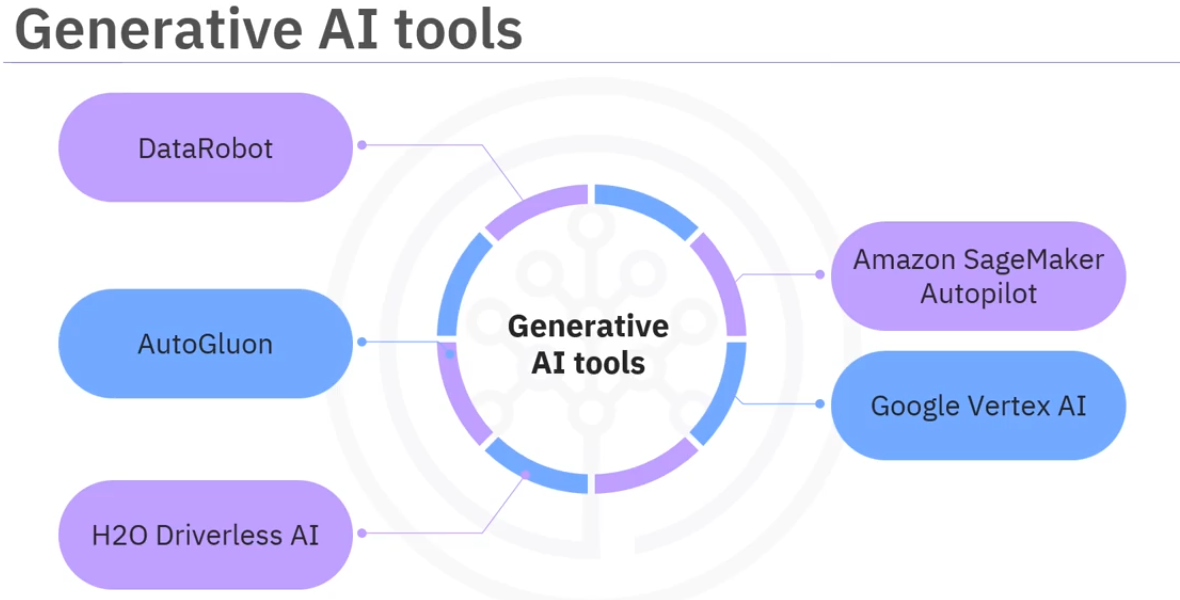 Generative AI tools
DataRobot
AutoGluon
H2O Driverless AI
Generative
AI tools
Amazon SageMaker
Autopilot
Google Vertex AI